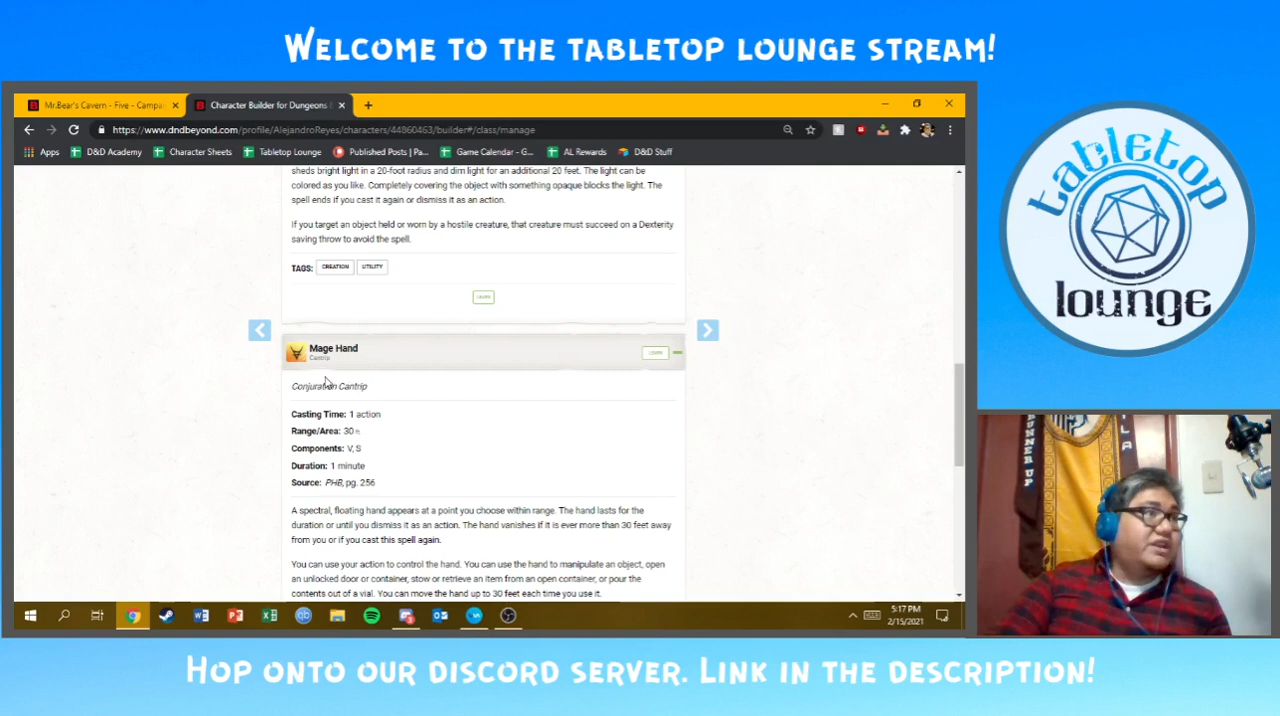 WELCOME TO THE TABLETOP LOUNGE STREAM!
Mr.Bear's Cavern - Five - Campa
Character Builder for Dungeons
https://www.dndbeyond.com/profile/AlejandroReyes/characters/44860463/builder#/class/manage
Apps D&D Academy Character Sheets Tabletop Lounge Published Posts | Pa... Game Calendar - G... AL Rewards D&D Stuff
sheds bright light in a 20-foot radius and dim light for an additional 20 feet. The light can be
colored as you like. Completely covering the object with something opaque blocks the light. The
spell ends if you cast it again or dismiss it as an action.
If you target an object held or worn by a hostile creature, that creature must succeed on a Dexterity
saving throw to avoid the spell.
TAGS: CREATION UTILITY
LEARN
Mage Hand
Cantrip
LEARN
Conjuration Cantrip
Casting Time: 1 action
Range/Area: 30 ft
Components: V, S
Duration: 1 minute
Source: PHB, pg. 256
A spectral, floating hand appears at a point you choose within range. The hand lasts for the
duration or until you dismiss it as an action. The hand vanishes if it is ever more than 30 feet away
from you or if you cast this spell again.
You can use your action to control the hand. You can use the hand to manipulate an object, open
an unlocked door or container, stow or retrieve an item from an open container, or pour the
contents out of a vial. You can move the hand up to 30 feet each time you use it.
5:17 PM
2/15/2021
tabletop
lounge
RUNNER UP
LA
HOP ONTO OUR DISCORD SERVER. LINK IN THE DESCRIPTION!